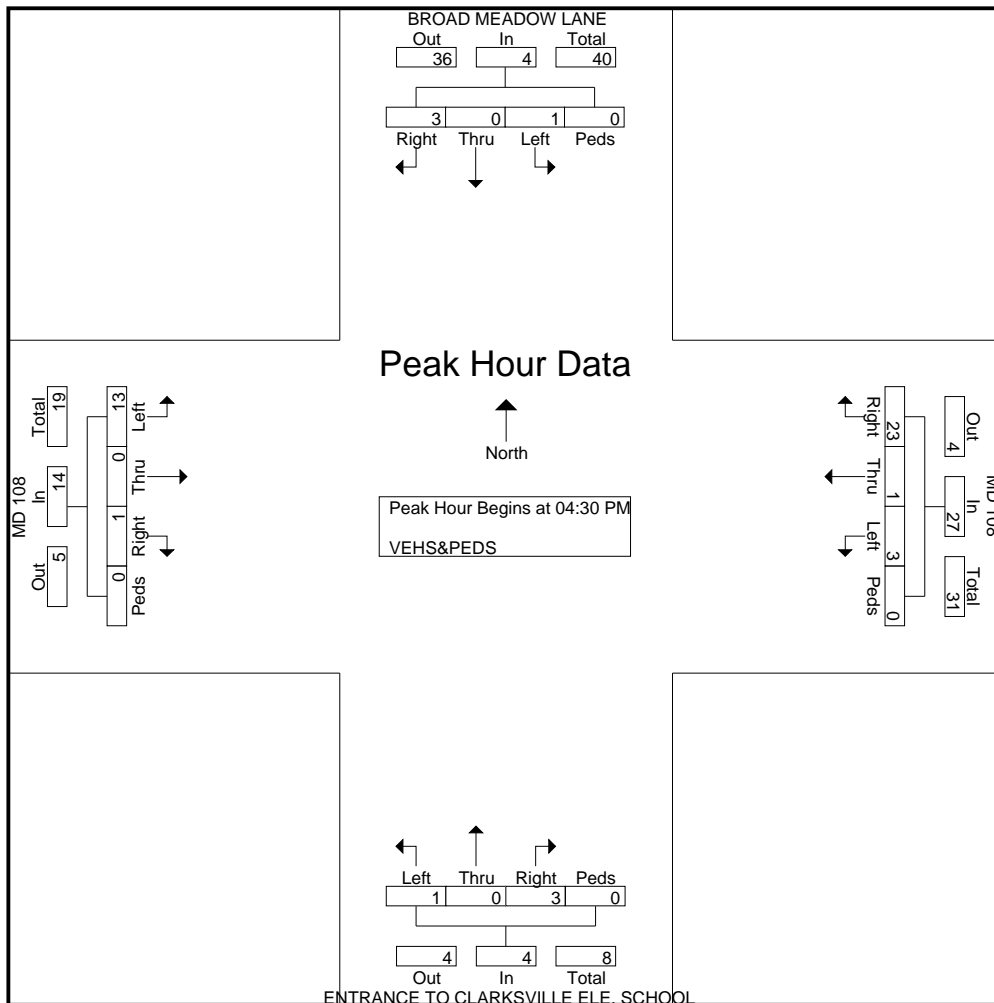 BROAD MEADOW LANE
Out In Total
36 4 40
3 0 1 0
Right Thru Left Peds
Peak Hour Data
North
Peak Hour Begins at 04:30 PM
VEHS&PEDS
MD 108
Total In Out
19 14 5
13 0 1 0
Left Thru Right Peds
Right Thru Left Peds
23 1 3 0
Out In Total
4 27 31
MD 108
Left Thru Right Peds
1 0 3 0
4 4 8
Out In Total
ENTRANCE TO CLARKSVILLE ELE. SCHOOL